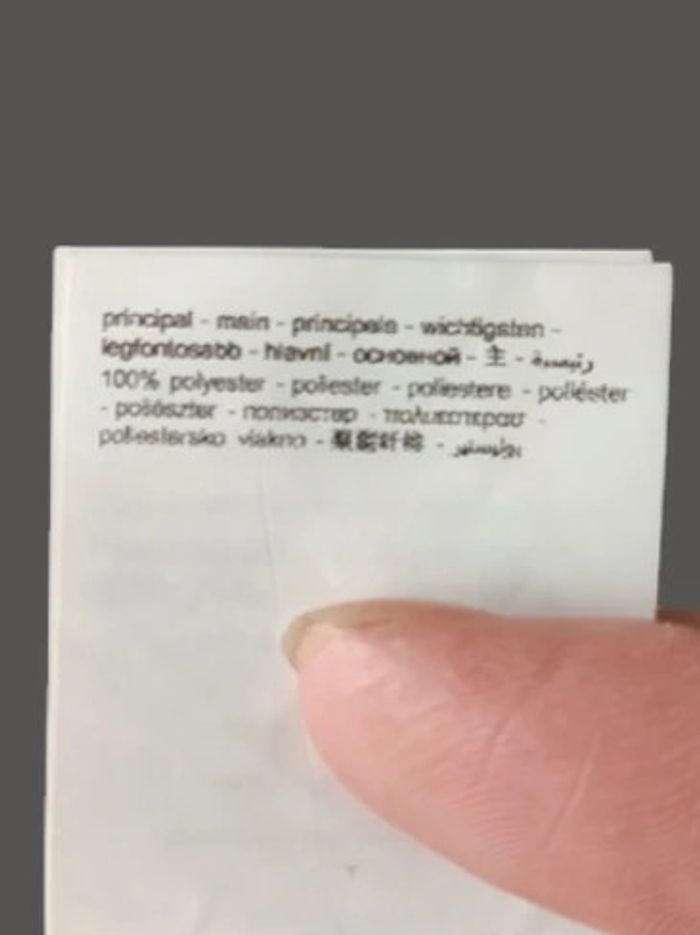 principal - main - principale - wichtigsten -
legfontosabb - hlavní - основной - 主 - رئيسية
100% polyester - poliester - poliestere - poliéster
- poliészter - полиэстер - πολυεστερας -
poliestersko vlakno - 聚酯纤维 - بوليستر